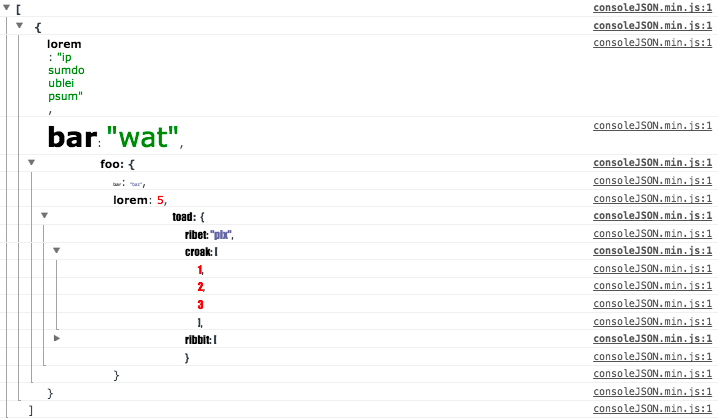 [ consoleJSON.min.js:1
{ consoleJSON.min.js:1
lorem consoleJSON.min.js:1
: "ip
sumdo
ublei
psum"
,
bar: "wat", consoleJSON.min.js:1
foo: { consoleJSON.min.js:1
bar: "baz", consoleJSON.min.js:1
lorem: 5, consoleJSON.min.js:1
toad: { consoleJSON.min.js:1
ribet: "pix", consoleJSON.min.js:1
croak: [ consoleJSON.min.js:1
1, consoleJSON.min.js:1
2, consoleJSON.min.js:1
3 consoleJSON.min.js:1
], consoleJSON.min.js:1
ribbit: [ consoleJSON.min.js:1
} consoleJSON.min.js:1
} consoleJSON.min.js:1
} consoleJSON.min.js:1
] consoleJSON.min.js:1